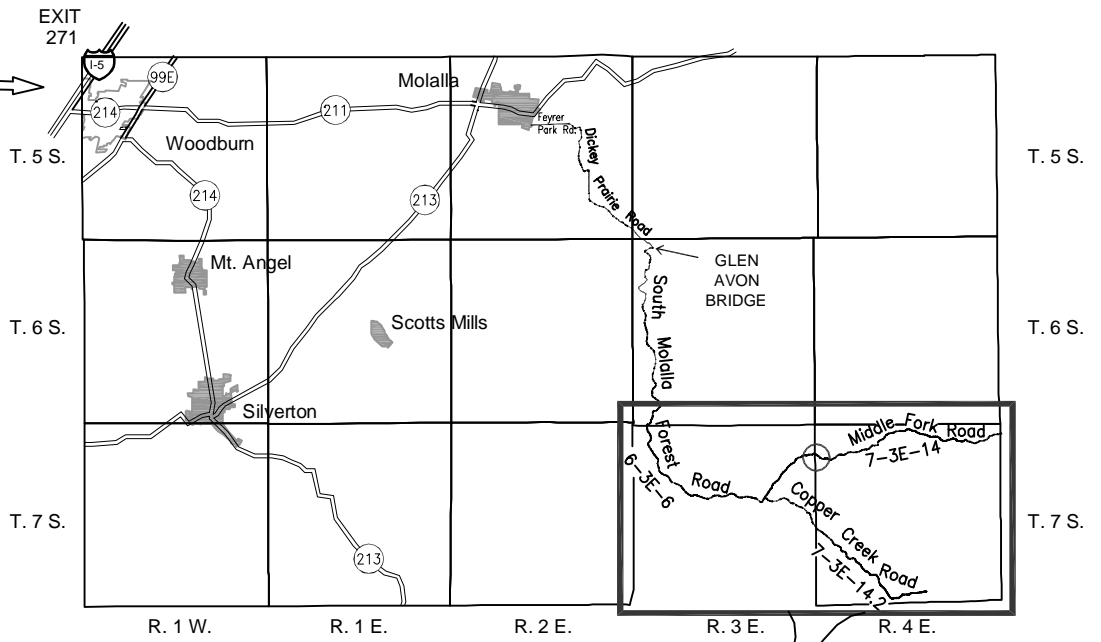 EXIT
271
I-5
99E
214
211
Molalla
Feyrer
Park Rd.
Woodburn
T. 5 S.
T. 5 S.
214
213
Dickey Prairie Road
Mt. Angel
GLEN
AVON
BRIDGE
T. 6 S.
Scotts Mills
South Molalla Forest Road
T. 6 S.
Silverton
Middle Fork Road
7-3E-14
6-3E-6
Copper Creek Road
7-3E-14.2
T. 7 S.
T. 7 S.
213
R. 1 W.
R. 1 E.
R. 2 E.
R. 3 E.
R. 4 E.